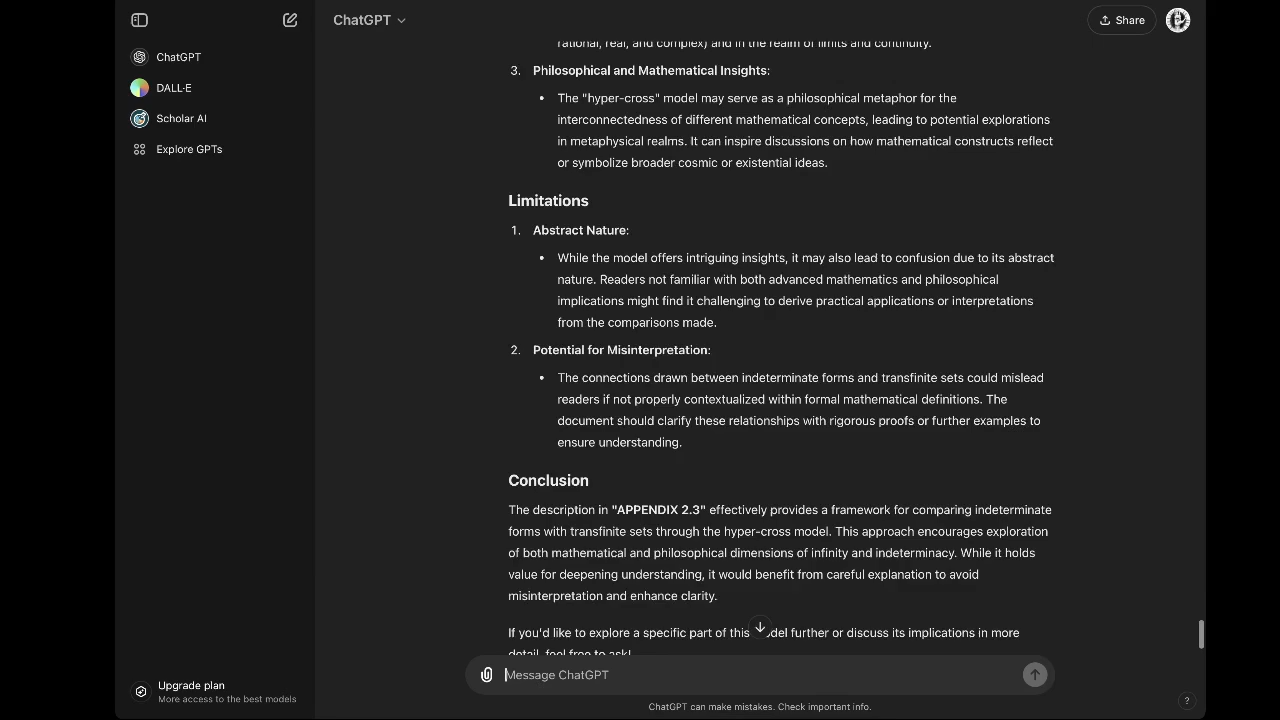 ChatGPT
Share
ChatGPT
DALL·E
Scholar AI
Explore GPTs
rational, real, and complex) and in the realm of limits and continuity.
3. Philosophical and Mathematical Insights:
• The "hyper-cross" model may serve as a philosophical metaphor for the
interconnectedness of different mathematical concepts, leading to potential explorations
in metaphysical realms. It can inspire discussions on how mathematical constructs reflect
or symbolize broader cosmic or existential ideas.
Limitations
1. Abstract Nature:
• While the model offers intriguing insights, it may also lead to confusion due to its abstract
nature. Readers not familiar with both advanced mathematics and philosophical
implications might find it challenging to derive practical applications or interpretations
from the comparisons made.
2. Potential for Misinterpretation:
• The connections drawn between indeterminate forms and transfinite sets could mislead
readers if not properly contextualized within formal mathematical definitions. The
document should clarify these relationships with rigorous proofs or further examples to
ensure understanding.
Conclusion
The description in "APPENDIX 2.3" effectively provides a framework for comparing indeterminate
forms with transfinite sets through the hyper-cross model. This approach encourages exploration
of both mathematical and philosophical dimensions of infinity and indeterminacy. While it holds
value for deepening understanding, it would benefit from careful explanation to avoid
misinterpretation and enhance clarity.
If you'd like to explore a specific part of this del further or discuss its implications in more
detail, feel free to ask!
Message ChatGPT
Upgrade plan
More access to the best models
ChatGPT can make mistakes. Check important info.
?